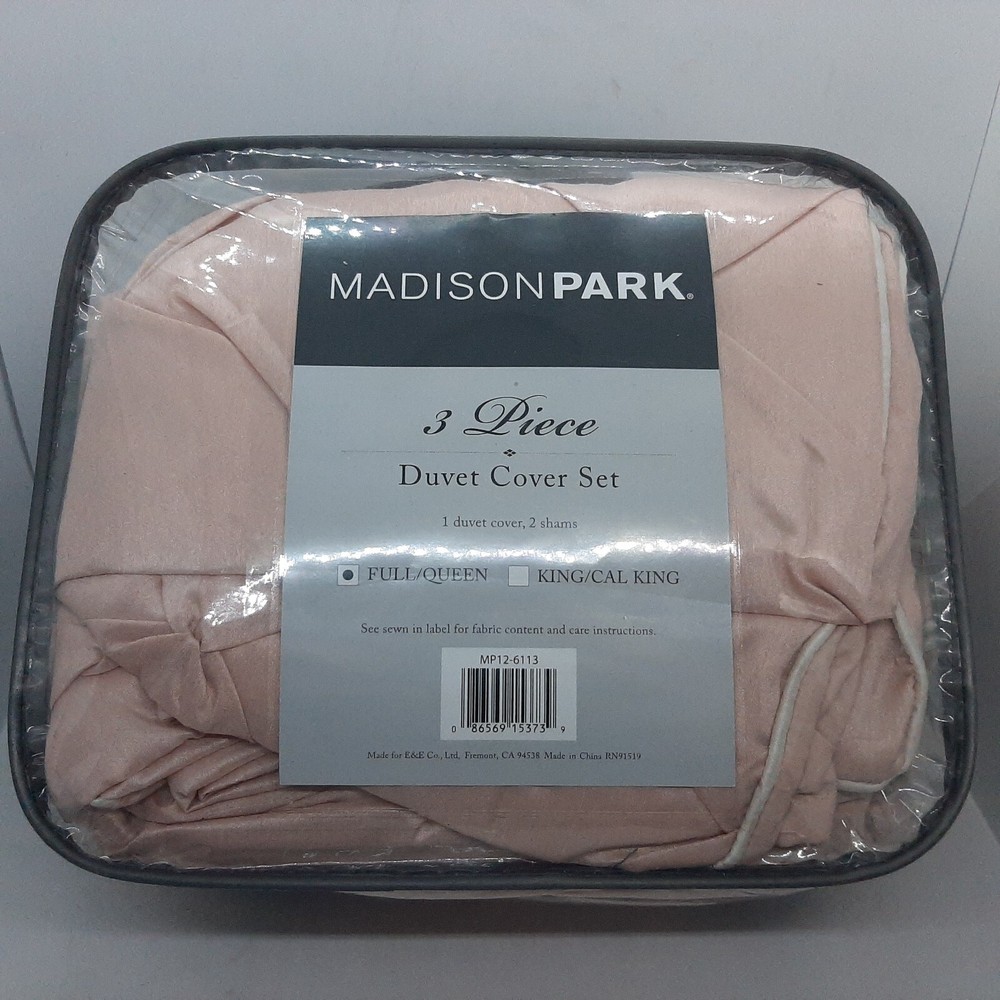 MADISONPARK®
3 Piece
Duvet Cover Set
1 duvet cover, 2 shams
FULL/QUEEN KING/CAL KING
See sewn in label for fabric content and care instructions.
MP12-6113
0 86569 15373 9
Made for E&E Co., Ltd, Fremont, CA 94538 Made in China RN91519